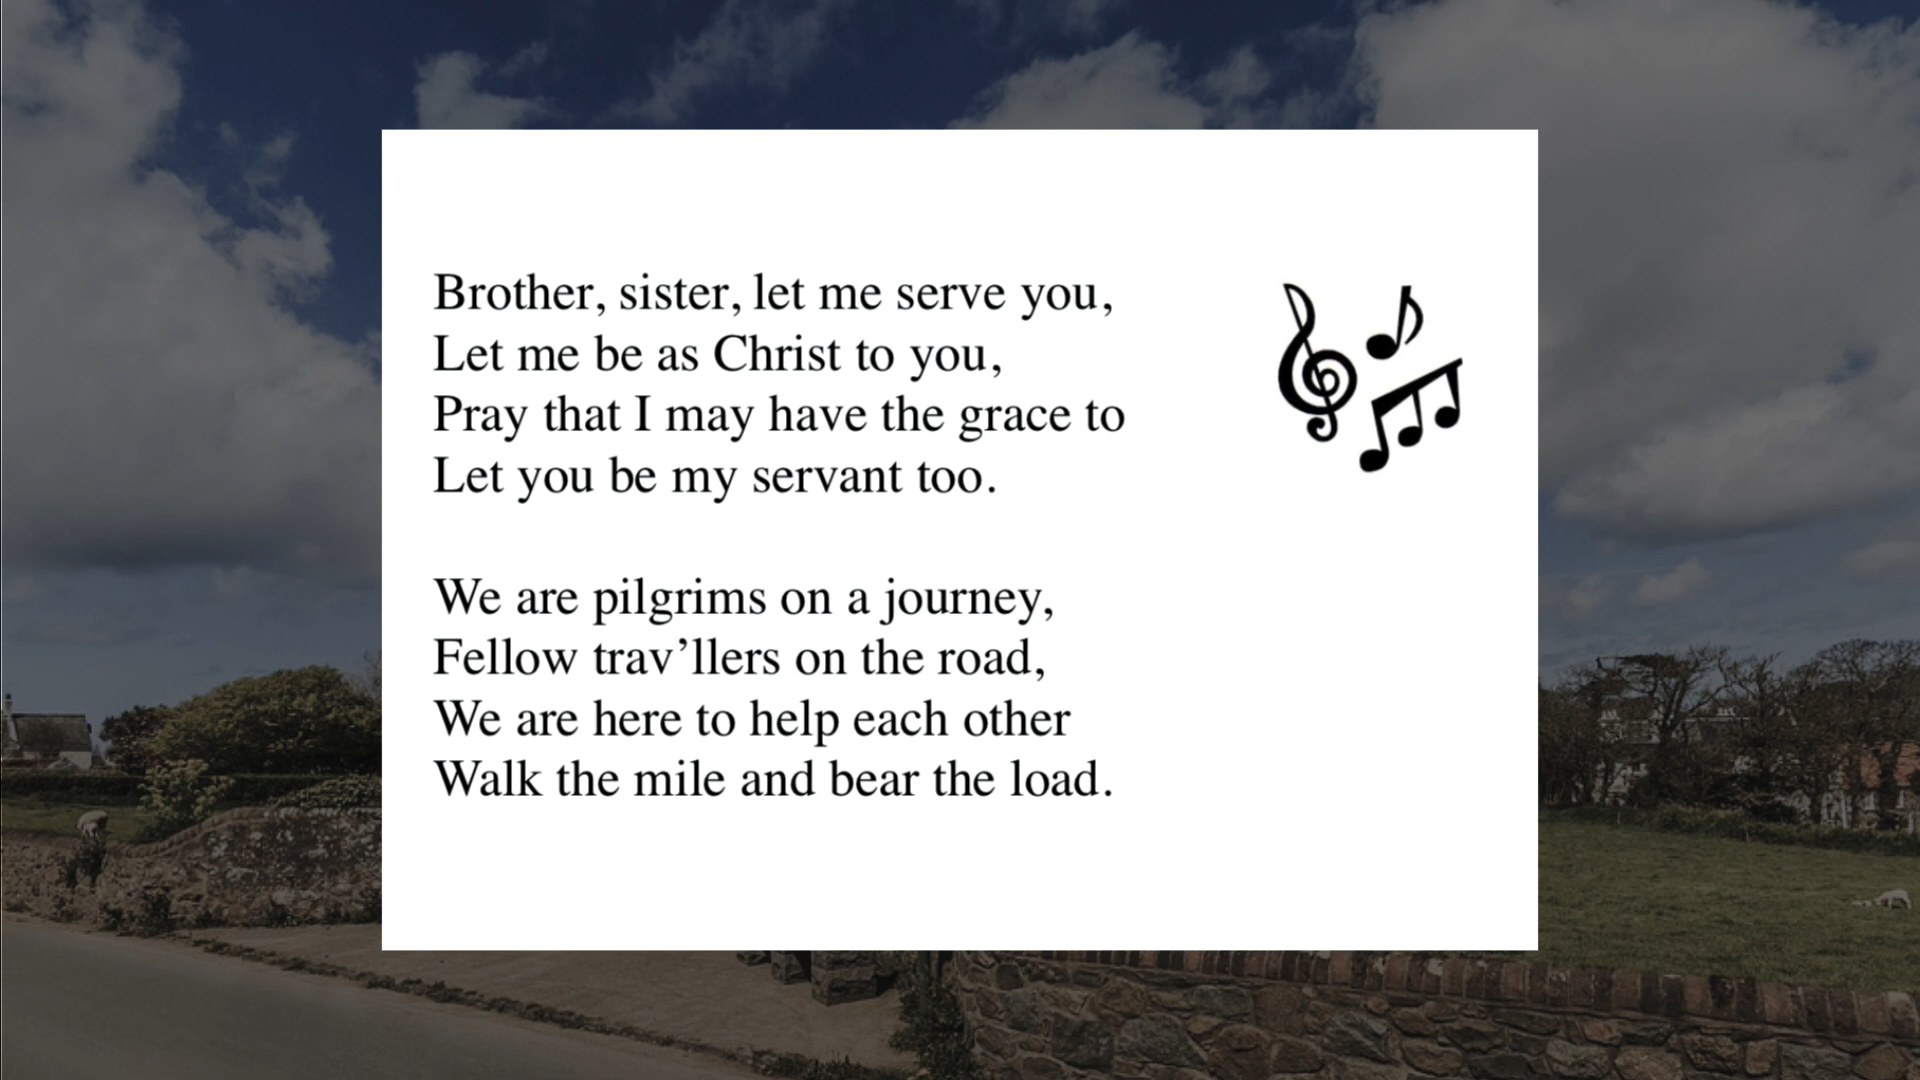 Brother, sister, let me serve you,
Let me be as Christ to you,
Pray that I may have the grace to
Let you be my servant too.
We are pilgrims on a journey,
Fellow trav’llers on the road,
We are here to help each other
Walk the mile and bear the load.